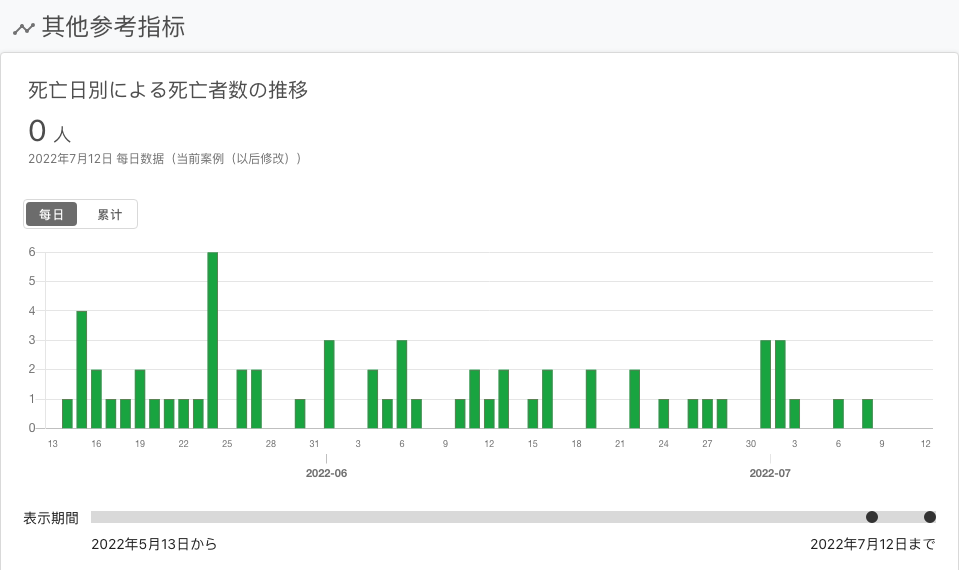 其他参考指标
死亡日別による死亡者数の推移
0 人
2022年7月12日 每日数据（当前案例（以后修改））
每日 累计
6
5
4
3
2
1
0
13 16 19 22 25 28 31 3 6 9 12 15 18 21 24 27 30 3 6 9 12
2022-06 2022-07
表示期間
2022年5月13日から 2022年7月12日まで